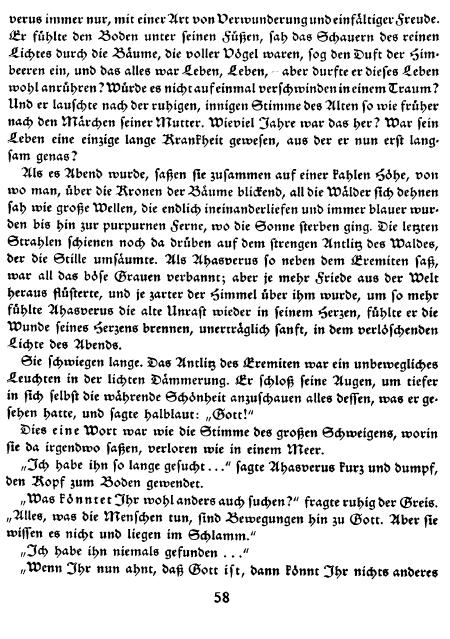 verus immer nur, mit einer Art von Verwunderung und einfältiger Freude.
Er fühlte den Boden unter seinen Füßen, sah das Schauern des reinen
Lichtes durch die Bäume, die voller Vögel waren, sog den Duft der Him-
beeren ein, und das alles war Leben, Leben, – aber durfte er dieses Leben
wohl anrühren? Würde es nicht auf einmal verschwinden in einem Traum?
Und er lauschte nach der ruhigen, innigen Stimme des Alten so wie früher
nach den Märchen seiner Mutter. Wieviel Jahre war das her? War sein
Leben eine einzige lange Krankheit gewesen, aus der er nun erst lang-
sam genas?
Als es Abend wurde, saßen sie zusammen auf einer kahlen Höhe, von
wo man, über die Kronen der Bäume blickend, all die Wälder sich dehnen
sah wie große Wellen, die endlich ineinanderliefen und immer blauer wur-
den bis hin zur purpurnen Ferne, wo die Sonne sterben ging. Die letzten
Strahlen schienen noch da drüben auf dem strengen Antlitz des Waldes,
der die Stille umsäumte. Als Ahasverus so neben dem Eremiten saß,
war all das böse Grauen verbannt; aber je mehr Friede aus der Welt
heraus flüsterte, und je zarter der Himmel über ihm wurde, um so mehr
fühlte Ahasverus die alte Unrast wieder in seinem Herzen, fühlte er die
Wunde seines Herzens brennen, unerträglich sanft, in dem verlöschenden
Lichte des Abends.
Sie schwiegen lange. Das Antlitz des Eremiten war ein unbewegliches
Leuchten in der lichten Dämmerung. Er schloß seine Augen, um tiefer
in sich selbst die währende Schönheit anzuschauen alles dessen, was er ge-
sehen hatte, und sagte halblaut: „Gott!“
Dies eine Wort war wie die Stimme des großen Schweigens, worin
sie da irgendwo saßen, verloren wie in einem Meer.
„Ich habe ihn so lange gesucht ...“ sagte Ahasverus kurz und dumpf,
den Kopf zum Boden gewendet.
„Was könntet Ihr wohl anders auch suchen?“ fragte ruhig der Greis.
„Alles, was die Menschen tun, sind Bewegungen hin zu Gott. Aber sie
wissen es nicht und liegen im Schlamm.“
„Ich habe ihn niemals gefunden ...“
„Wenn Ihr nun ahnt, daß Gott ist, dann könnt Ihr nichts anderes
58